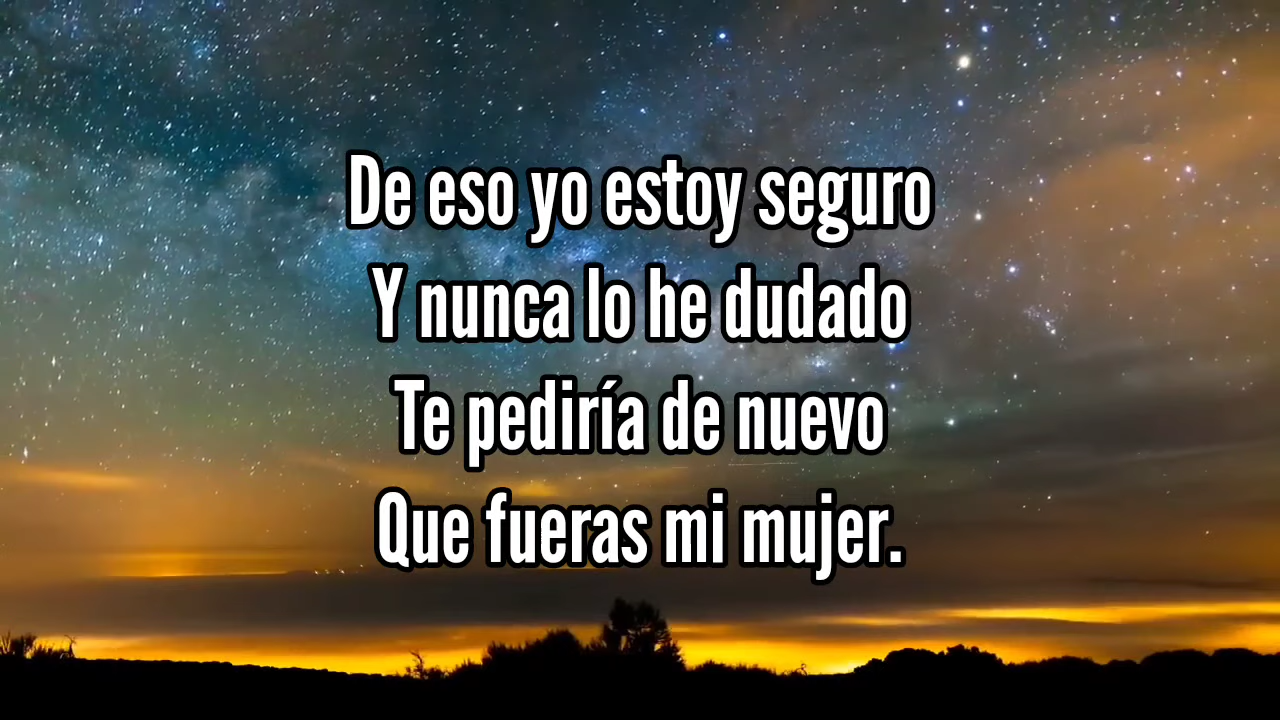 De eso yo estoy seguro
Y nunca lo he dudado
Te pediría de nuevo
Que fueras mi mujer.